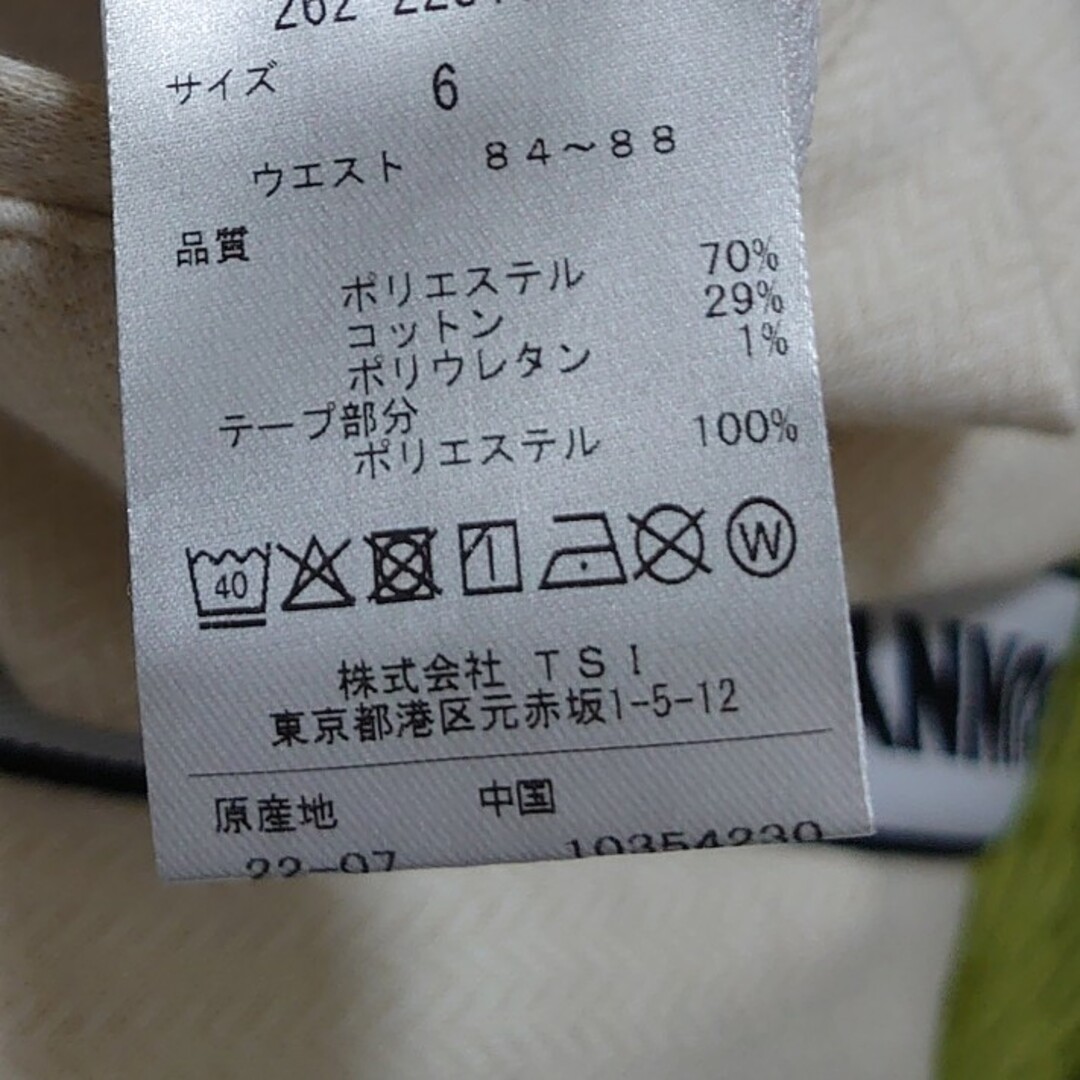 サイズ 6
ウエスト 84～88
品質
ポリエステル 70%
コットン 29%
ポリウレタン 1%
テープ部分
ポリエステル 100%
40 W
株式会社 TSI
東京都港区元赤坂1-5-12
原産地 中国
22-07 10354230